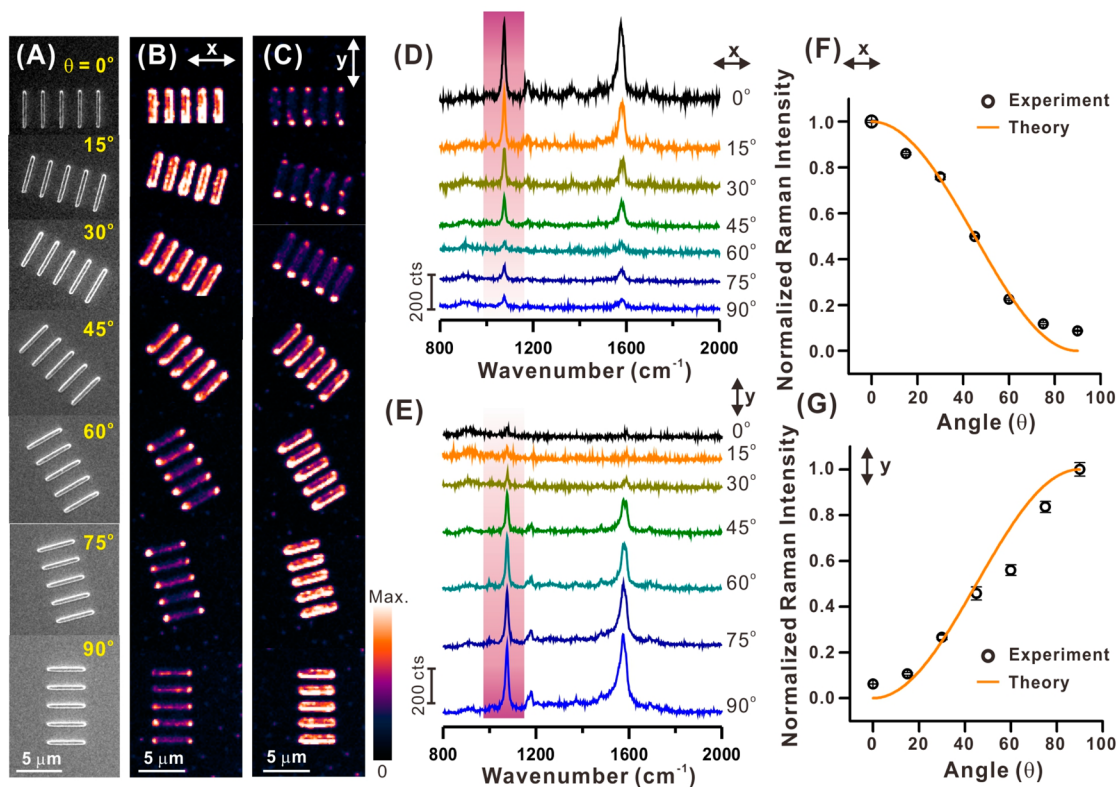 (A)
θ = 0°
15°
30°
45°
60°
75°
90°
5 μm
(B)
x
5 μm
(C)
y
5 μm
Max.
0
(D)
x
0°
15°
30°
45°
60°
75°
90°
200 cts
800 1200 1600 2000
Wavenumber (cm⁻¹)
(E)
y
0°
15°
30°
45°
60°
75°
90°
200 cts
800 1200 1600 2000
Wavenumber (cm⁻¹)
(F)
x
Experiment
Theory
Normalized Raman Intensity
1.0
0.8
0.6
0.4
0.2
0.0
0 20 40 60 80 100
Angle (θ)
(G)
y
Normalized Raman Intensity
1.0
0.8
0.6
0.4
0.2
0.0
Experiment
Theory
0 20 40 60 80 100
Angle (θ)